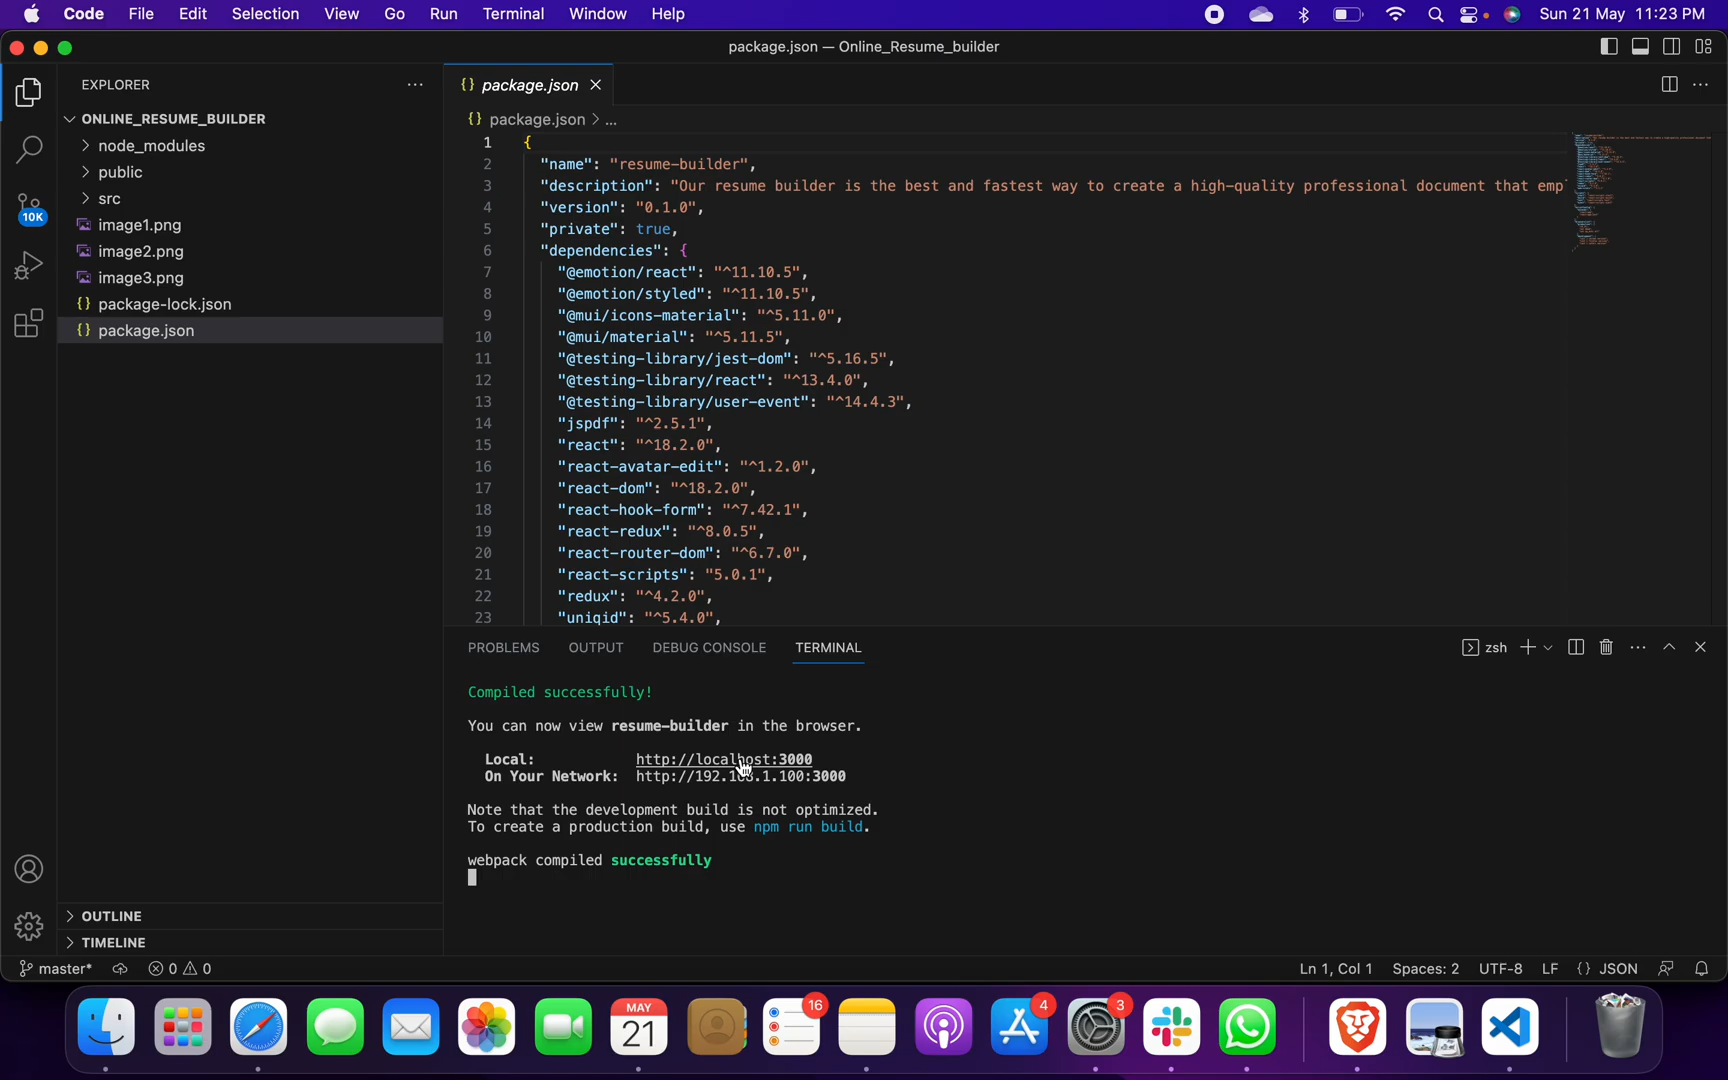 Code File Edit Selection View Go Run Terminal Window Help Sun 21 May 11:23 PM
package.json — Online_Resume_builder
EXPLORER
ONLINE_RESUME_BUILDER
node_modules
public
src
image1.png
image2.png
image3.png
{} package-lock.json
{} package.json
10K
OUTLINE
TIMELINE
{} package.json
{} package.json > ...
1 {
2 "name": "resume-builder",
3 "description": "Our resume builder is the best and fastest way to create a high-quality professional document that emp
4 "version": "0.1.0",
5 "private": true,
6 "dependencies": {
7 "@emotion/react": "^11.10.5",
8 "@emotion/styled": "^11.10.5",
9 "@mui/icons-material": "^5.11.0",
10 "@mui/material": "^5.11.5",
11 "@testing-library/jest-dom": "^5.16.5",
12 "@testing-library/react": "^13.4.0",
13 "@testing-library/user-event": "^14.4.3",
14 "jspdf": "^2.5.1",
15 "react": "^18.2.0",
16 "react-avatar-edit": "^1.2.0",
17 "react-dom": "^18.2.0",
18 "react-hook-form": "^7.42.1",
19 "react-redux": "^8.0.5",
20 "react-router-dom": "^6.7.0",
21 "react-scripts": "5.0.1",
22 "redux": "^4.2.0",
23 "uniqid": "^5.4.0",
PROBLEMS OUTPUT DEBUG CONSOLE TERMINAL zsh
Compiled successfully!
You can now view resume-builder in the browser.
Local: http://localhost:3000
On Your Network: http://192.168.1.100:3000
Note that the development build is not optimized.
To create a production build, use npm run build.
webpack compiled successfully
master* 0 0 Ln 1, Col 1 Spaces: 2 UTF-8 LF {} JSON
MAY
21
16
4
3